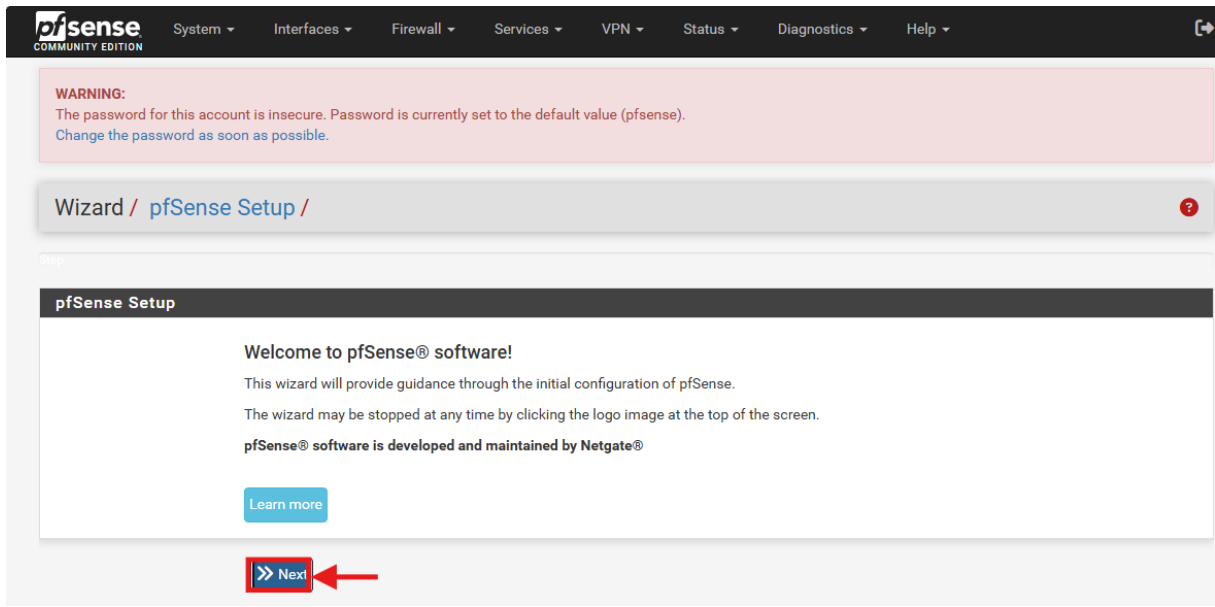 pfsense
COMMUNITY EDITION
System Interfaces Firewall Services VPN Status Diagnostics Help
WARNING:
The password for this account is insecure. Password is currently set to the default value (pfsense).
Change the password as soon as possible.
Wizard / pfSense Setup /
?
Step
pfSense Setup
Welcome to pfSense® software!
This wizard will provide guidance through the initial configuration of pfSense.
The wizard may be stopped at any time by clicking the logo image at the top of the screen.
pfSense® software is developed and maintained by Netgate®
Learn more
Next